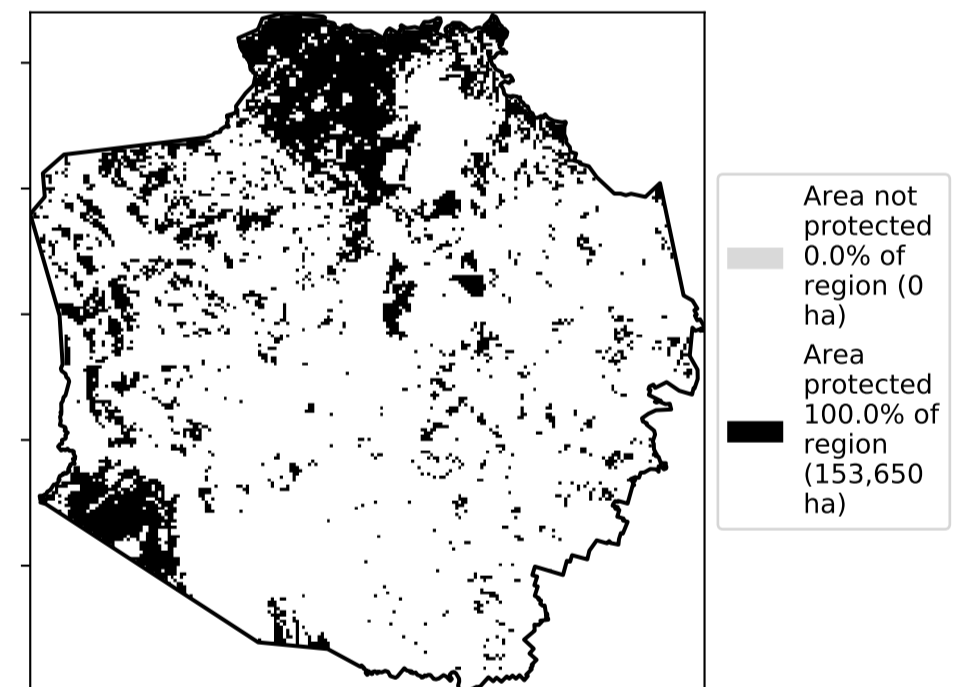 Area not
protected
0.0% of
region (0
ha)
Area
protected
100.0% of
region
(153,650
ha)